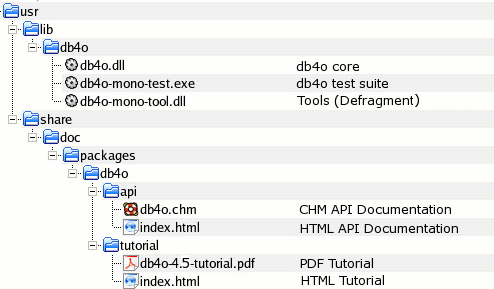 usr
lib
db4o
db4o.dll db4o core
db4o-mono-test.exe db4o test suite
db4o-mono-tool.dll Tools (Defragment)
share
doc
packages
db4o
api
db4o.chm CHM API Documentation
index.html HTML API Documentation
tutorial
db4o-4.5-tutorial.pdf PDF Tutorial
index.html HTML Tutorial